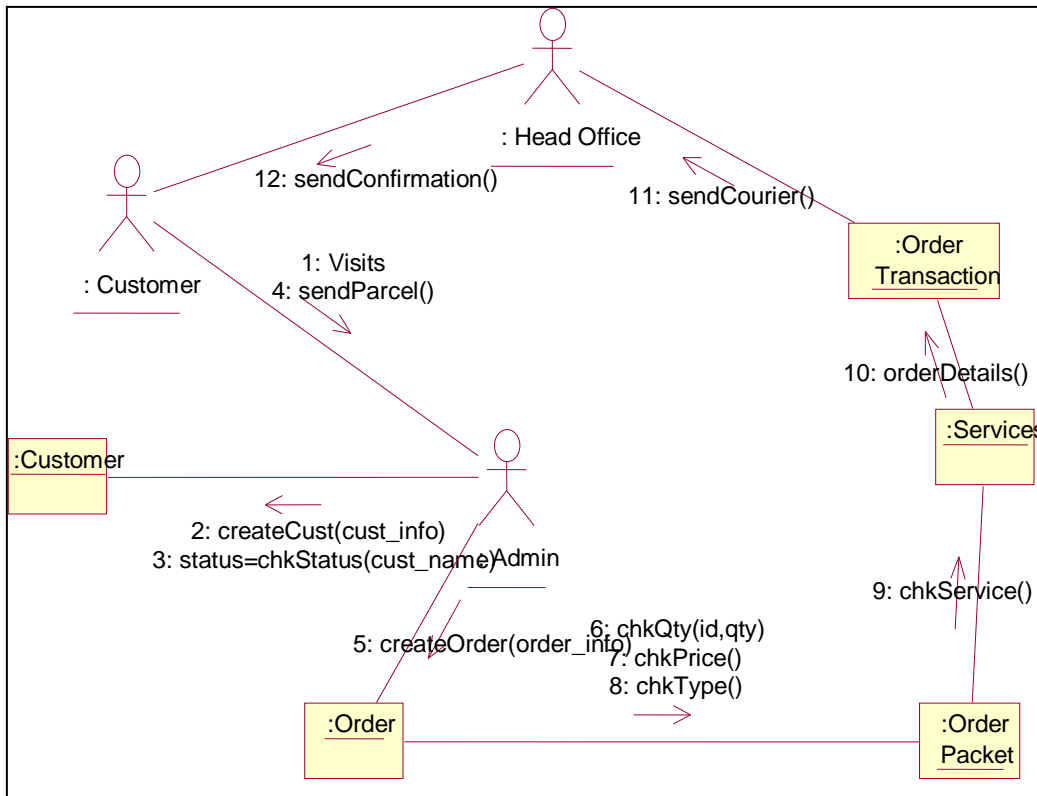 : Head Office
12: sendConfirmation()
11: sendCourier()
: Customer
1: Visits
4: sendParcel()
:Order
Transaction
10: orderDetails()
:Services
:Customer
2: createCust(cust_info)
3: status=chkStatus(cust_name)
: Admin
9: chkService()
5: createOrder(order_info)
6: chkQty(id,qty)
7: chkPrice()
8: chkType()
:Order
:Order
Packet